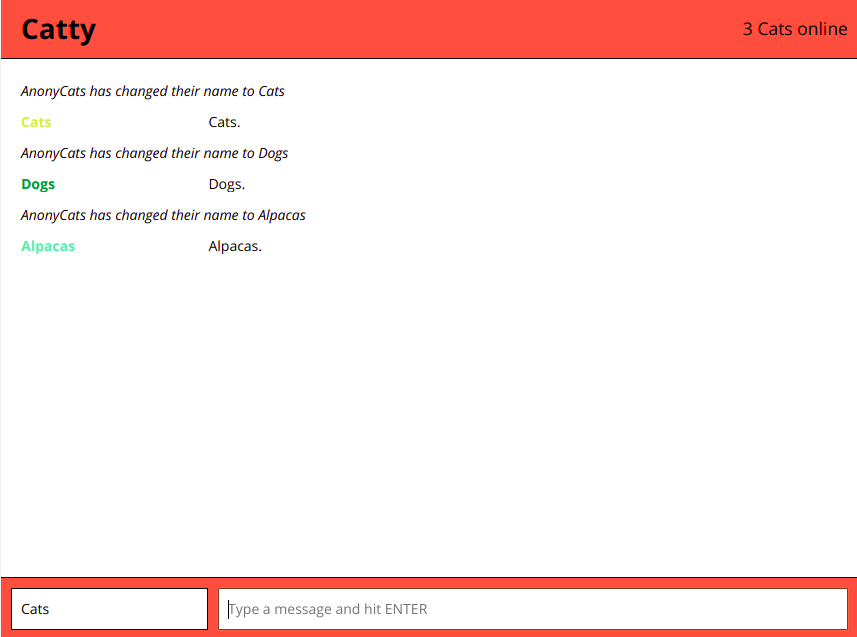 Catty
3 Cats online
AnonyCats has changed their name to Cats
Cats Cats.
AnonyCats has changed their name to Dogs
Dogs Dogs.
AnonyCats has changed their name to Alpacas
Alpacas Alpacas.
Cats Type a message and hit ENTER